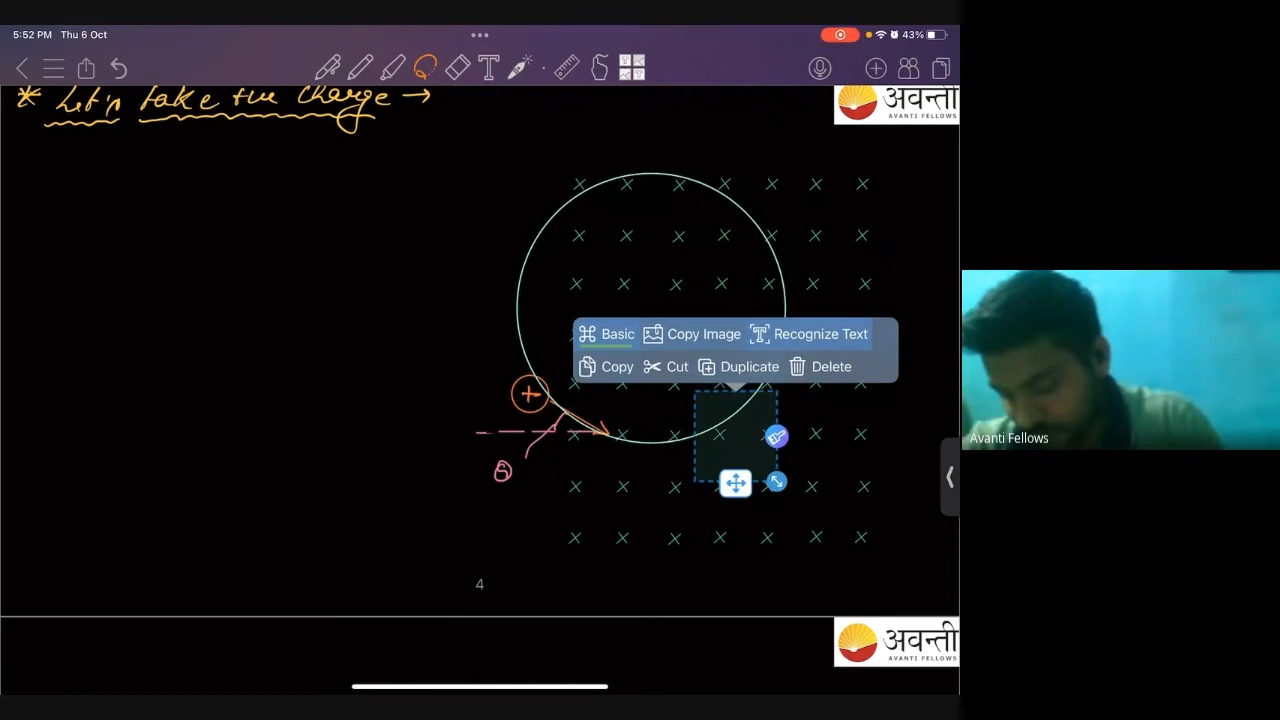 5:52 PM Thu 6 Oct
43%
* Let's take the charge →
अवन्ती
AVANTI FELLOWS
Basic Copy Image Recognize Text
Copy Cut Duplicate Delete
+
Avanti Fellows
4
अवन्ती
AVANTI FELLOWS